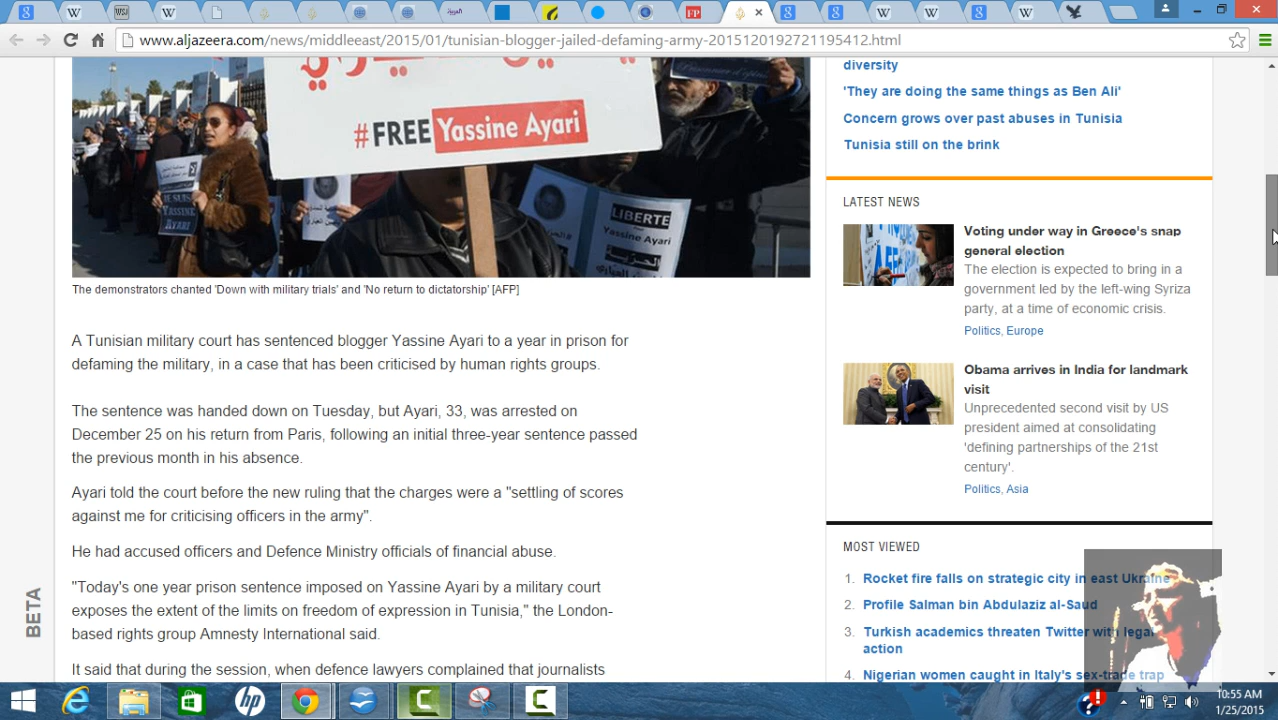 www.aljazeera.com/news/middleeast/2015/01/tunisian-blogger-jailed-defaming-army-2015120192721195412.html
#FREE Yassine Ayari
JE SUIS
YASSINE
AYARI
LIBERTE
Yassine Ayari
الحرية
The demonstrators chanted 'Down with military trials' and 'No return to dictatorship' [AFP]
A Tunisian military court has sentenced blogger Yassine Ayari to a year in prison for
defaming the military, in a case that has been criticised by human rights groups.
The sentence was handed down on Tuesday, but Ayari, 33, was arrested on
December 25 on his return from Paris, following an initial three-year sentence passed
the previous month in his absence.
Ayari told the court before the new ruling that the charges were a "settling of scores
against me for criticising officers in the army".
He had accused officers and Defence Ministry officials of financial abuse.
"Today's one year prison sentence imposed on Yassine Ayari by a military court
exposes the extent of the limits on freedom of expression in Tunisia," the London-
based rights group Amnesty International said.
It said that during the session, when defence lawyers complained that journalists
diversity
'They are doing the same things as Ben Ali'
Concern grows over past abuses in Tunisia
Tunisia still on the brink
LATEST NEWS
Voting under way in Greece's snap
general election
The election is expected to bring in a
government led by the left-wing Syriza
party, at a time of economic crisis.
Politics, Europe
Obama arrives in India for landmark
visit
Unprecedented second visit by US
president aimed at consolidating
'defining partnerships of the 21st
century'.
Politics, Asia
MOST VIEWED
1. Rocket fire falls on strategic city in east Ukraine
2. Profile Salman bin Abdulaziz al-Saud
3. Turkish academics threaten Twitter with legal
action
4. Nigerian women caught in Italy's sex-trade trap
BETA
10:55 AM
1/25/2015